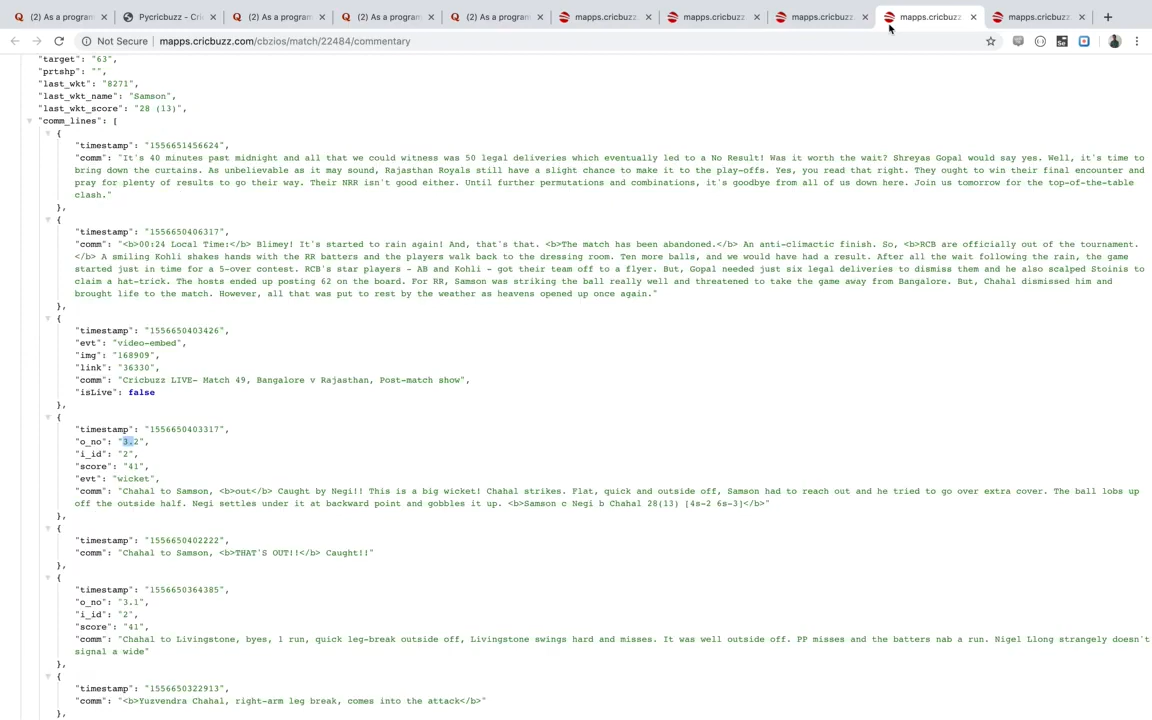 (2) As a program
Pycricbuzz - Cri
(2) As a program
(2) As a program
(2) As a program
mapps.cricbuzz
mapps.cricbuzz
mapps.cricbuzz
mapps.cricbuzz
mapps.cricbuzz
Not Secure | mapps.cricbuzz.com/cbzios/match/22484/commentary
"target": "63",
"prtshp": "",
"last_wkt": "8271",
"last_wkt_name": "Samson",
"last_wkt_score": "28 (13)",
"comm_lines": [
{
"timestamp": "1556651456624",
"comm": "It's 40 minutes past midnight and all that we could witness was 50 legal deliveries which eventually led to a No Result! Was it worth the wait? Shreyas Gopal would say yes. Well, it's time to
bring down the curtains. As unbelievable as it may sound, Rajasthan Royals still have a slight chance to make it to the play-offs. Yes, you read that right. They ought to win their final encounter and
pray for plenty of results to go their way. Their NRR isn't good either. Until further permutations and combinations, it's goodbye from all of us down here. Join us tomorrow for the top-of-the-table
clash."
},
{
"timestamp": "1556650406317",
"comm": "<b>00:24 Local Time:</b> Blimey! It's started to rain again! And, that's that. <b>The match has been abandoned.</b> An anti-climactic finish. So, <b>RCB are officially out of the tournament.
</b> A smiling Kohli shakes hands with the RR batters and the players walk back to the dressing room. Ten more balls, and we would have had a result. After all the wait following the rain, the game
started just in time for a 5-over contest. RCB's star players - AB and Kohli - got their team off to a flyer. But, Gopal needed just six legal deliveries to dismiss them and he also scalped Stoinis to
claim a hat-trick. The hosts ended up posting 62 on the board. For RR, Samson was striking the ball really well and threatened to take the game away from Bangalore. But, Chahal dismissed him and
brought life to the match. However, all that was put to rest by the weather as heavens opened up once again."
},
{
"timestamp": "1556650403426",
"evt": "video-embed",
"img": "168909",
"link": "36330",
"comm": "Cricbuzz LIVE- Match 49, Bangalore v Rajasthan, Post-match show",
"isLive": false
},
{
"timestamp": "1556650403317",
"o_no": "3.2",
"i_id": "2",
"score": "41",
"evt": "wicket",
"comm": "Chahal to Samson, <b>out</b> Caught by Negi!! This is a big wicket! Chahal strikes. Flat, quick and outside off, Samson had to reach out and he tried to go over extra cover. The ball lobs up
off the outside half. Negi settles under it at backward point and gobbles it up. <b>Samson c Negi b Chahal 28(13) [4s-2 6s-3]</b>"
},
{
"timestamp": "1556650402222",
"comm": "Chahal to Samson, <b>THAT'S OUT!!</b> Caught!!"
},
{
"timestamp": "1556650364385",
"o_no": "3.1",
"i_id": "2",
"score": "41",
"comm": "Chahal to Livingstone, byes, 1 run, quick leg-break outside off, Livingstone swings hard and misses. It was well outside off. PP misses and the batters nab a run. Nigel Llong strangely doesn't
signal a wide"
},
{
"timestamp": "1556650322913",
"comm": "<b>Yuzvendra Chahal, right-arm leg break, comes into the attack</b>"
},